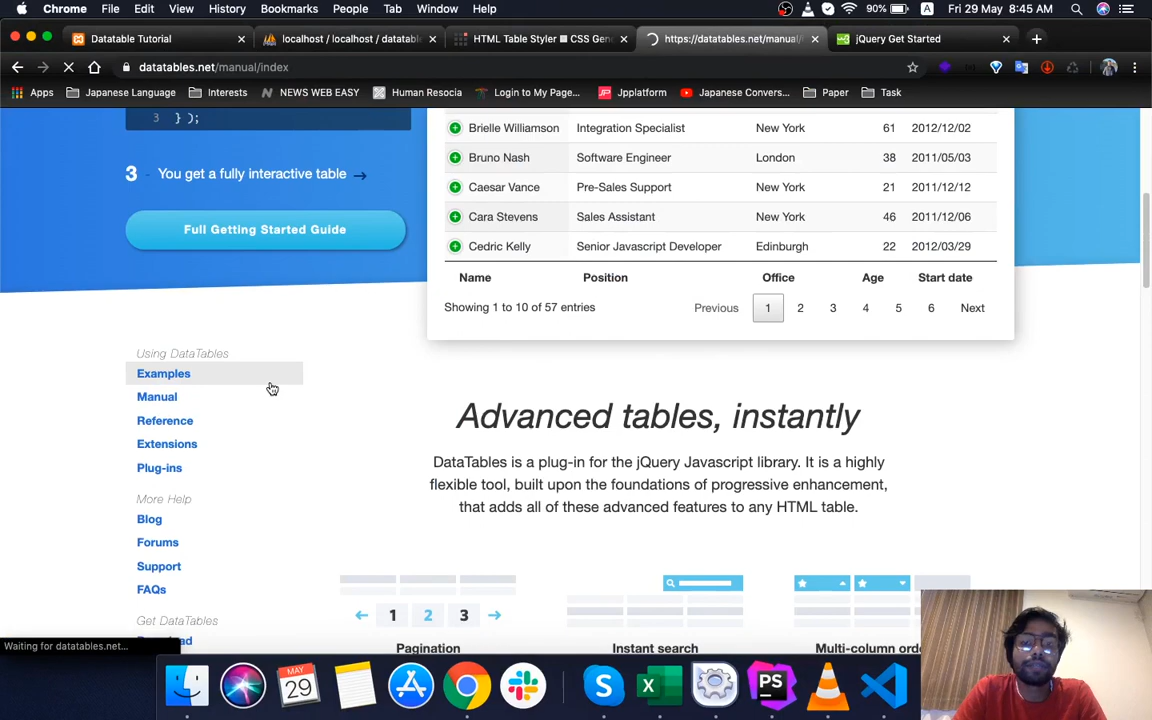 Chrome File Edit View History Bookmarks People Tab Window Help 90% A Fri 29 May 8:45 AM
Datatable Tutorial
localhost / localhost / datatabl
HTML Table Styler CSS Gen
https://datatables.net/manual/
jQuery Get Started
datatables.net/manual/index
Apps Japanese Language Interests NEWS WEB EASY Human Resocia Login to My Page... Jpplatform Japanese Convers... Paper Task
3 } );
3 - You get a fully interactive table →
Full Getting Started Guide
Brielle Williamson Integration Specialist New York 61 2012/12/02
Bruno Nash Software Engineer London 38 2011/05/03
Caesar Vance Pre-Sales Support New York 21 2011/12/12
Cara Stevens Sales Assistant New York 46 2011/12/06
Cedric Kelly Senior Javascript Developer Edinburgh 22 2012/03/29
Name Position Office Age Start date
Showing 1 to 10 of 57 entries Previous 1 2 3 4 5 6 Next
Using DataTables
Examples
Manual
Reference
Extensions
Plug-ins
More Help
Blog
Forums
Support
FAQs
Get DataTables
Advanced tables, instantly
DataTables is a plug-in for the jQuery Javascript library. It is a highly
flexible tool, built upon the foundations of progressive enhancement,
that adds all of these advanced features to any HTML table.
1 2 3
Pagination
Instant search
Multi-column
Waiting for datatables.net...
MAY
29
PS